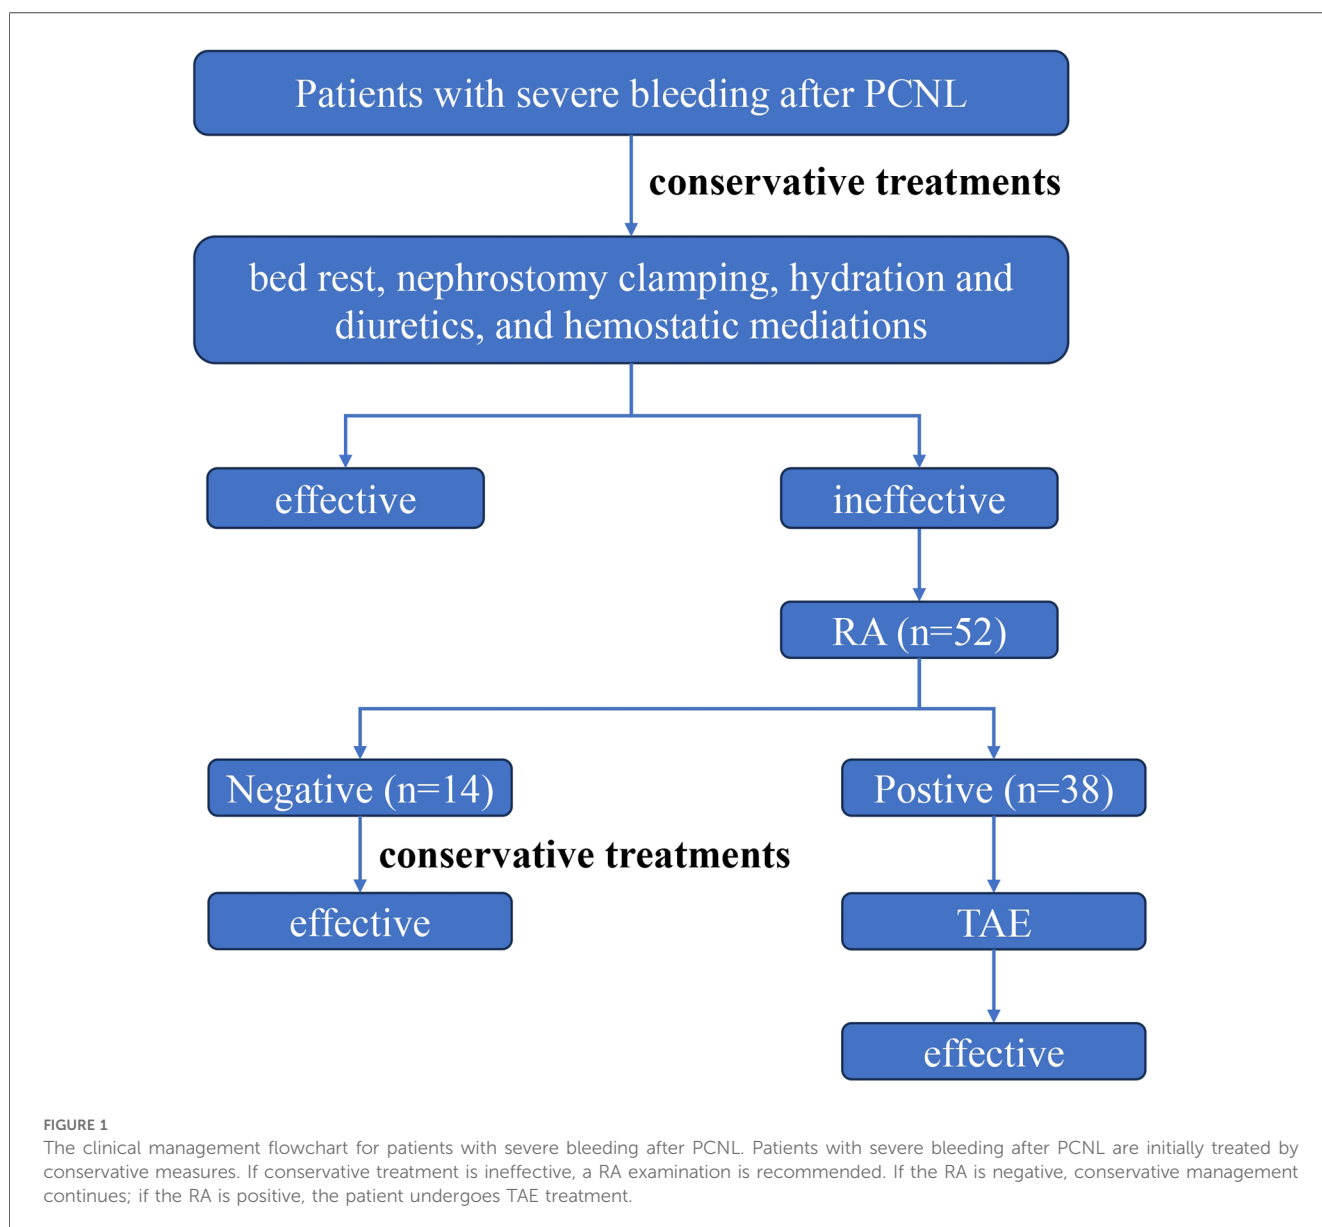 Patients with severe bleeding after PCNL
conservative treatments
bed rest, nephrostomy clamping, hydration and
diuretics, and hemostatic mediations
effective
ineffective
RA (n=52)
Negative (n=14)
Postive (n=38)
conservative treatments
effective
TAE
effective
FIGURE 1
The clinical management flowchart for patients with severe bleeding after PCNL. Patients with severe bleeding after PCNL are initially treated by
conservative measures. If conservative treatment is ineffective, a RA examination is recommended. If the RA is negative, conservative management
continues; if the RA is positive, the patient undergoes TAE treatment.